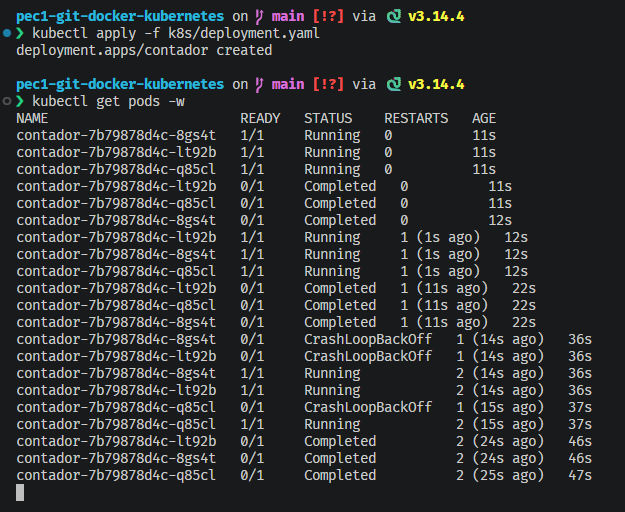 pec1-git-docker-kubernetes on main [!?] via v3.14.4
❯ kubectl apply -f k8s/deployment.yaml
deployment.apps/contador created
pec1-git-docker-kubernetes on main [!?] via v3.14.4
❯ kubectl get pods -w
NAME READY STATUS RESTARTS AGE
contador-7b79878d4c-8gs4t 1/1 Running 0 11s
contador-7b79878d4c-lt92b 1/1 Running 0 11s
contador-7b79878d4c-q85cl 1/1 Running 0 11s
contador-7b79878d4c-lt92b 0/1 Completed 0 11s
contador-7b79878d4c-q85cl 0/1 Completed 0 11s
contador-7b79878d4c-8gs4t 0/1 Completed 0 12s
contador-7b79878d4c-lt92b 1/1 Running 1 (1s ago) 12s
contador-7b79878d4c-8gs4t 1/1 Running 1 (1s ago) 12s
contador-7b79878d4c-q85cl 1/1 Running 1 (1s ago) 12s
contador-7b79878d4c-lt92b 0/1 Completed 1 (11s ago) 22s
contador-7b79878d4c-q85cl 0/1 Completed 1 (11s ago) 22s
contador-7b79878d4c-8gs4t 0/1 Completed 1 (11s ago) 22s
contador-7b79878d4c-8gs4t 0/1 CrashLoopBackOff 1 (14s ago) 36s
contador-7b79878d4c-lt92b 0/1 CrashLoopBackOff 1 (14s ago) 36s
contador-7b79878d4c-8gs4t 1/1 Running 2 (14s ago) 36s
contador-7b79878d4c-lt92b 1/1 Running 2 (14s ago) 36s
contador-7b79878d4c-q85cl 0/1 CrashLoopBackOff 1 (15s ago) 37s
contador-7b79878d4c-q85cl 1/1 Running 2 (15s ago) 37s
contador-7b79878d4c-lt92b 0/1 Completed 2 (24s ago) 46s
contador-7b79878d4c-8gs4t 0/1 Completed 2 (24s ago) 46s
contador-7b79878d4c-q85cl 0/1 Completed 2 (25s ago) 47s